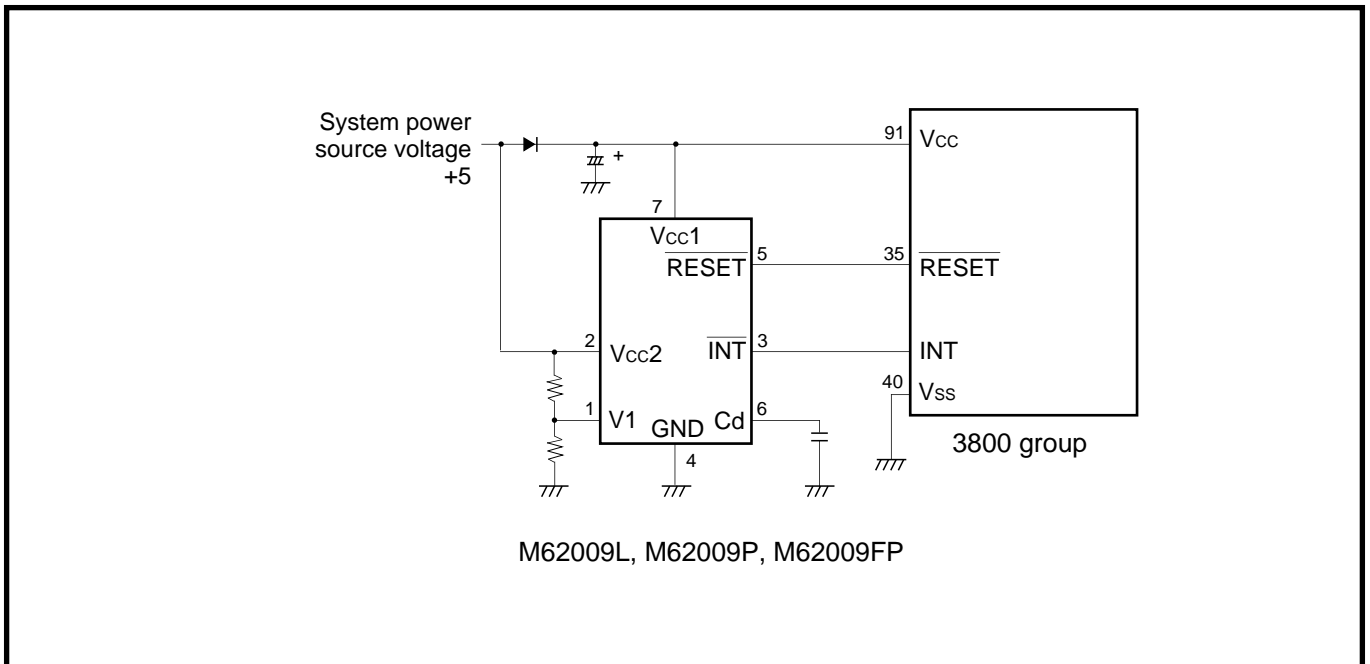 System power
source voltage
+5
+
91
VCC
7
VCC1
RESET
5
35
RESET
2
VCC2
INT
3
INT
40
VSS
1
V1
GND
Cd
6
4
3800 group
M62009L, M62009P, M62009FP